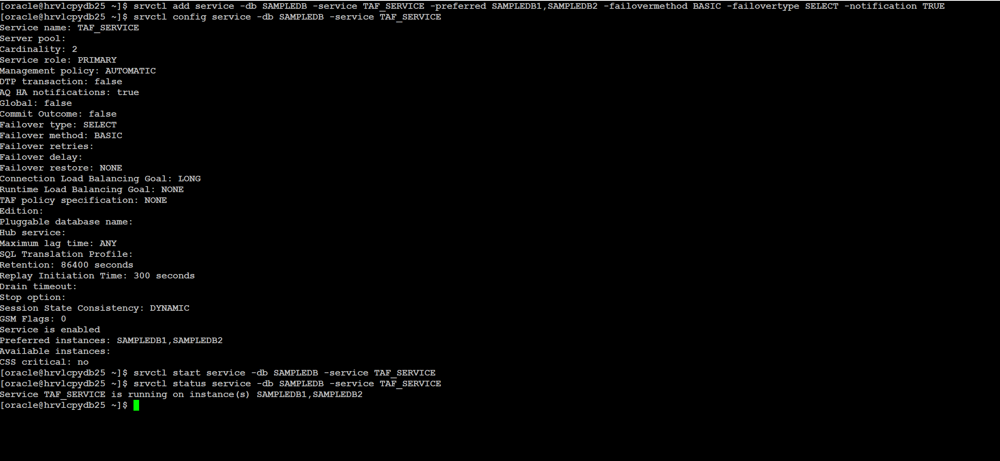 [oracle@hrvlcpydb25 ~]$ srvctl add service -db SAMPLEDB -service TAF_SERVICE -preferred SAMPLEDB1,SAMPLEDB2 -failovermethod BASIC -failovertype SELECT -notification TRUE
[oracle@hrvlcpydb25 ~]$ srvctl config service -db SAMPLEDB -service TAF_SERVICE
Service name: TAF_SERVICE
Server pool:
Cardinality: 2
Service role: PRIMARY
Management policy: AUTOMATIC
DTP transaction: false
AQ HA notifications: true
Global: false
Commit Outcome: false
Failover type: SELECT
Failover method: BASIC
Failover retries:
Failover delay:
Failover restore: NONE
Connection Load Balancing Goal: LONG
Runtime Load Balancing Goal: NONE
TAF policy specification: NONE
Edition:
Pluggable database name:
Hub service:
Maximum lag time: ANY
SQL Translation Profile:
Retention: 86400 seconds
Replay Initiation Time: 300 seconds
Drain timeout:
Stop option:
Session State Consistency: DYNAMIC
GSM Flags: 0
Service is enabled
Preferred instances: SAMPLEDB1,SAMPLEDB2
Available instances:
CSS critical: no
[oracle@hrvlcpydb25 ~]$ srvctl start service -db SAMPLEDB -service TAF_SERVICE
[oracle@hrvlcpydb25 ~]$ srvctl status service -db SAMPLEDB -service TAF_SERVICE
Service TAF_SERVICE is running on instance(s) SAMPLEDB1,SAMPLEDB2
[oracle@hrvlcpydb25 ~]$